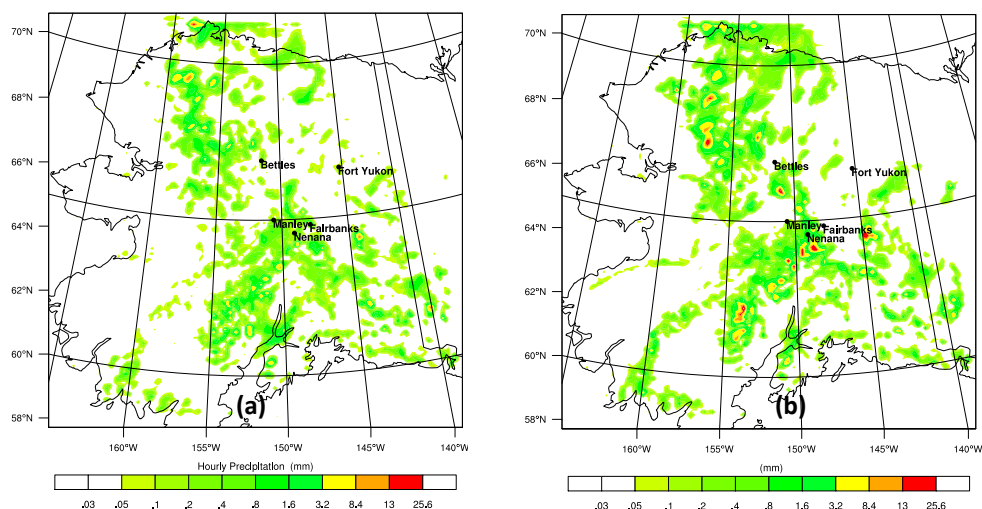 70°N
68°N
66°N
64°N
62°N
60°N
58°N
Bettles
Fort Yukon
Manley
Fairbanks
Nenana
(a)
160°W 155°W 150°W 145°W 140°W
Hourly Precipitation (mm)
.03 .05 .1 .2 .4 .8 1.6 3.2 8.4 13 25.6
70°N
68°N
66°N
64°N
62°N
60°N
58°N
Bettles
Fort Yukon
Manley
Fairbanks
Nenana
(b)
160°W 155°W 150°W 145°W 140°W
(mm)
.03 .05 .1 .2 .4 .8 1.6 3.2 8.4 13 25.6